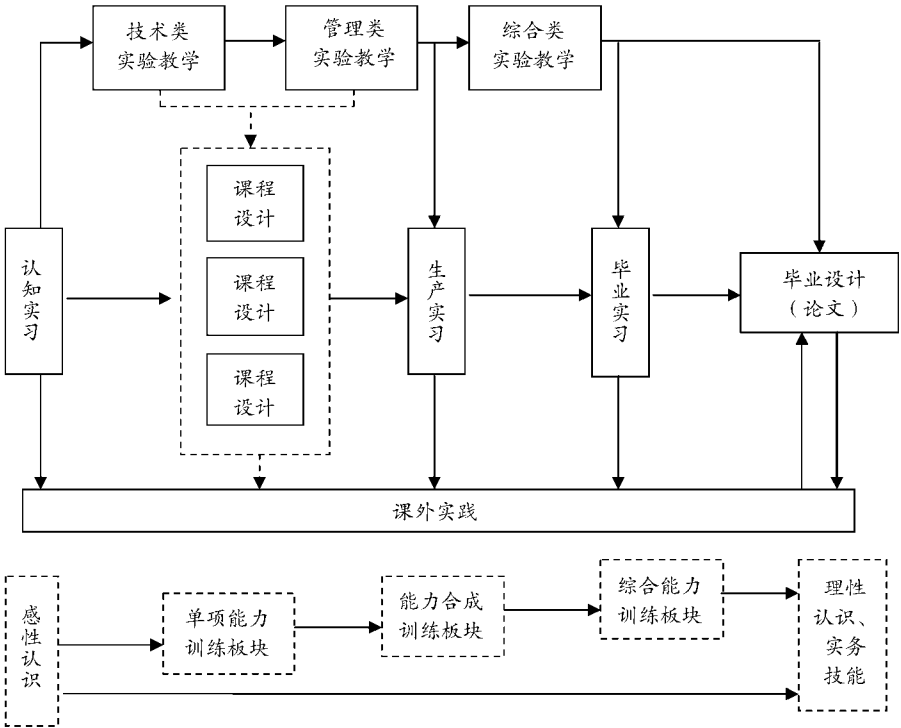 技术类
实验教学
管理类
实验教学
综合类
实验教学
认知实习
课程
设计
课程
设计
课程
设计
生产实习
毕业实习
毕业设计
（论文）
课外实践
感性认识
单项能力
训练板块
能力合成
训练板块
综合能力
训练板块
理性
认识、
实务
技能